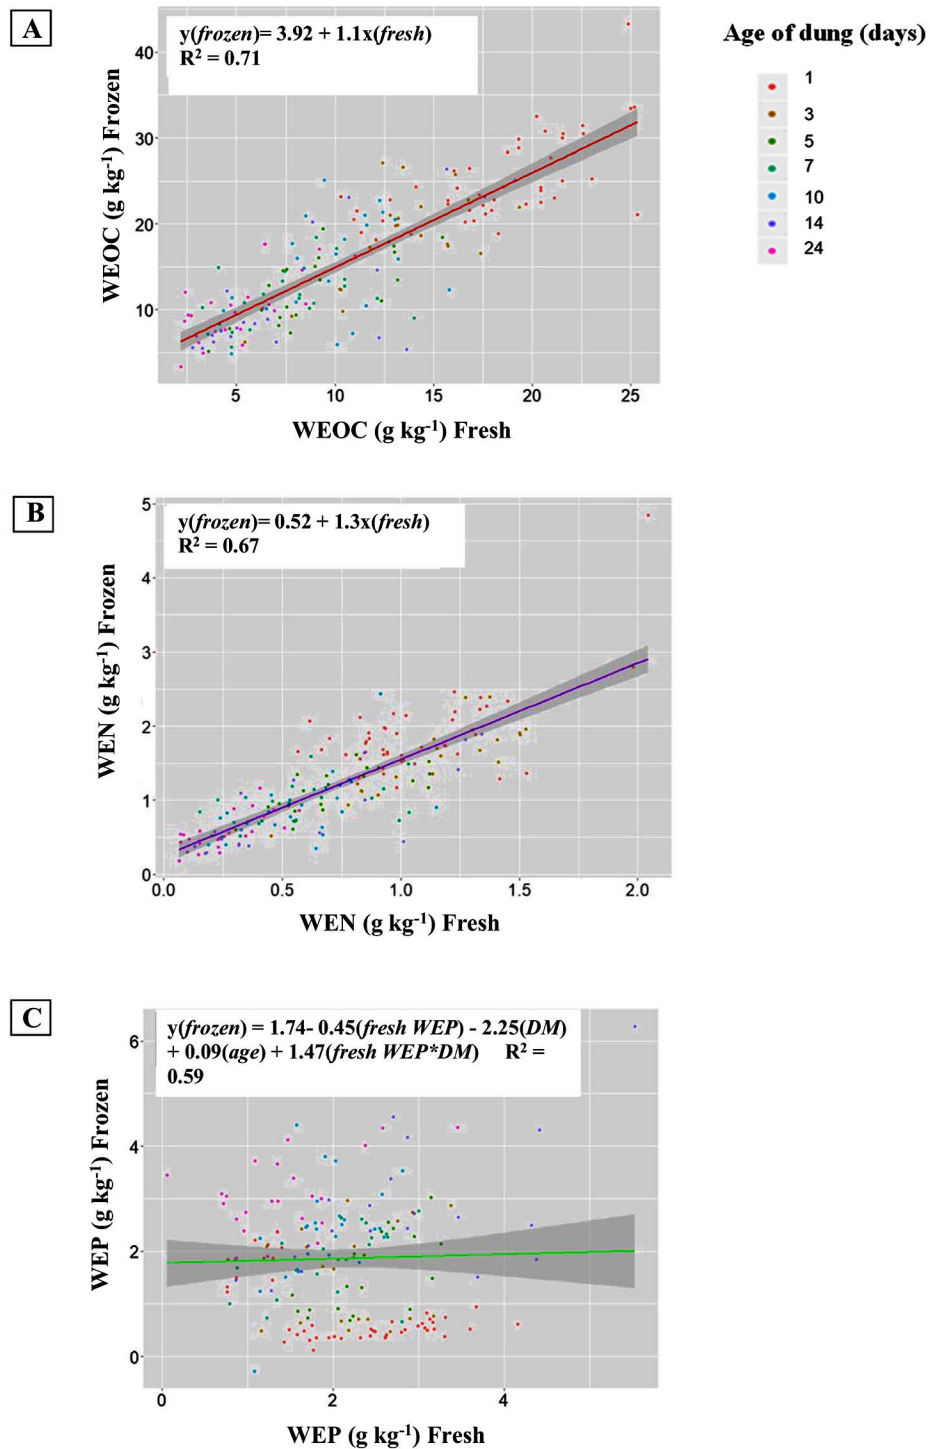 A
y(frozen)= 3.92 + 1.1x(fresh)
R² = 0.71
WEOC (g kg⁻¹) Frozen
40
30
20
10
5 10 15 20 25
WEOC (g kg⁻¹) Fresh
Age of dung (days)
1
3
5
7
10
14
24
B
y(frozen)= 0.52 + 1.3x(fresh)
R² = 0.67
WEN (g kg⁻¹) Frozen
5
4
3
2
1
0
0.0 0.5 1.0 1.5 2.0
WEN (g kg⁻¹) Fresh
C
y(frozen) = 1.74- 0.45(fresh WEP) - 2.25(DM)
+ 0.09(age) + 1.47(fresh WEP*DM) R² =
0.59
WEP (g kg⁻¹) Frozen
6
4
2
0
0 2 4
WEP (g kg⁻¹) Fresh